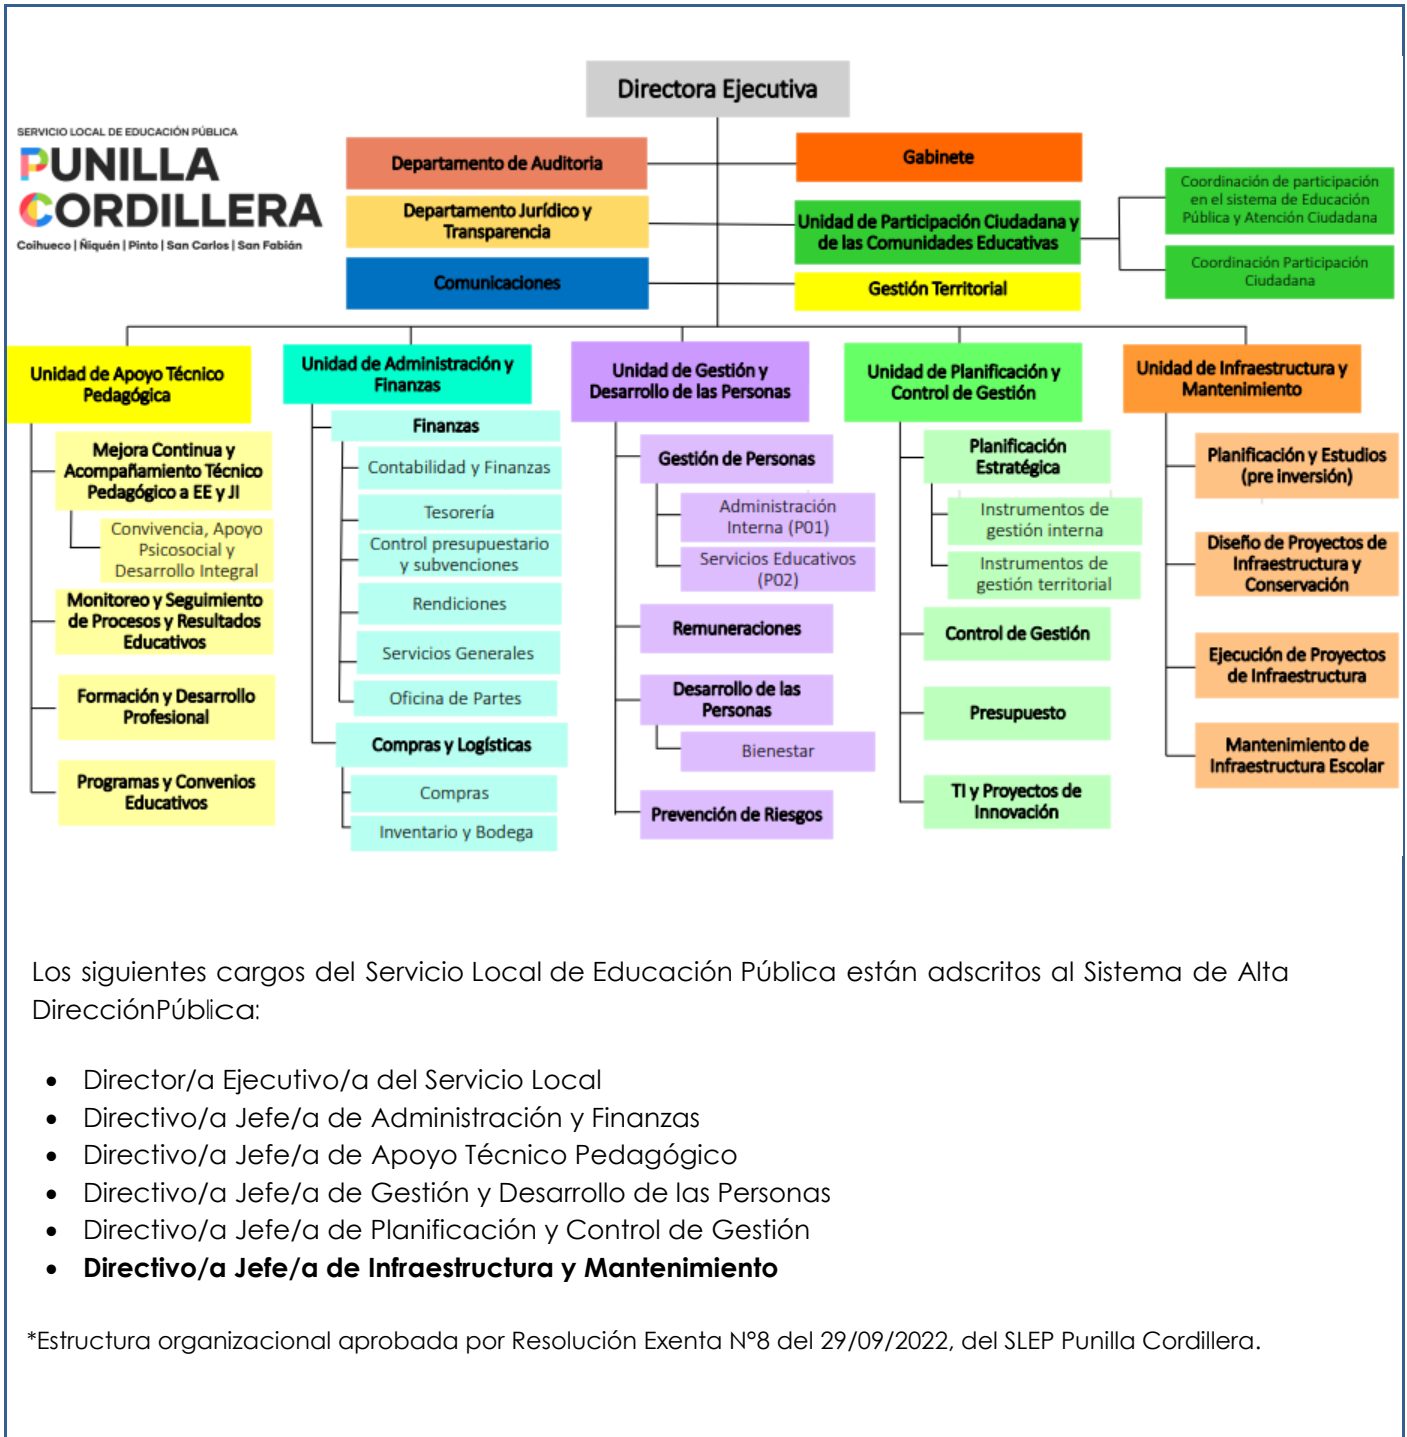 Directora Ejecutiva
SERVICIO LOCAL DE EDUCACIÓN PÚBLICA
PUNILLA
CORDILLERA
Coihueco | Ñiquén | Pinto | San Carlos | San Fabián
Departamento de Auditoria
Gabinete
Departamento Jurídico y
Transparencia
Unidad de Participación Ciudadana y
de las Comunidades Educativas
Coordinación de participación
en el sistema de Educación
Pública y Atención Ciudadana
Coordinación Participación
Ciudadana
Comunicaciones
Gestión Territorial
Unidad de Apoyo Técnico
Pedagógica
Mejora Continua y
Acompañamiento Técnico
Pedagógico a EE y JI
Convivencia, Apoyo
Psicosocial y
Desarrollo Integral
Monitoreo y Seguimiento
de Procesos y Resultados
Educativos
Formación y Desarrollo
Profesional
Programas y Convenios
Educativos
Unidad de Administración y
Finanzas
Finanzas
Contabilidad y Finanzas
Tesorería
Control presupuestario
y subvenciones
Rendiciones
Servicios Generales
Oficina de Partes
Compras y Logísticas
Compras
Inventario y Bodega
Unidad de Gestión y
Desarrollo de las Personas
Gestión de Personas
Administración
Interna (P01)
Servicios Educativos
(P02)
Remuneraciones
Desarrollo de las
Personas
Bienestar
Prevención de Riesgos
Unidad de Planificación y
Control de Gestión
Planificación
Estratégica
Instrumentos de
gestión interna
Instrumentos de
gestión territorial
Control de Gestión
Presupuesto
TI y Proyectos de
Innovación
Unidad de Infraestructura y
Mantenimiento
Planificación y Estudios
(pre inversión)
Diseño de Proyectos de
Infraestructura y
Conservación
Ejecución de Proyectos
de Infraestructura
Mantenimiento de
Infraestructura Escolar
Los siguientes cargos del Servicio Local de Educación Pública están adscritos al Sistema de Alta
DirecciónPública:
• Director/a Ejecutivo/a del Servicio Local
• Directivo/a Jefe/a de Administración y Finanzas
• Directivo/a Jefe/a de Apoyo Técnico Pedagógico
• Directivo/a Jefe/a de Gestión y Desarrollo de las Personas
• Directivo/a Jefe/a de Planificación y Control de Gestión
• Directivo/a Jefe/a de Infraestructura y Mantenimiento
*Estructura organizacional aprobada por Resolución Exenta N°8 del 29/09/2022, del SLEP Punilla Cordillera.